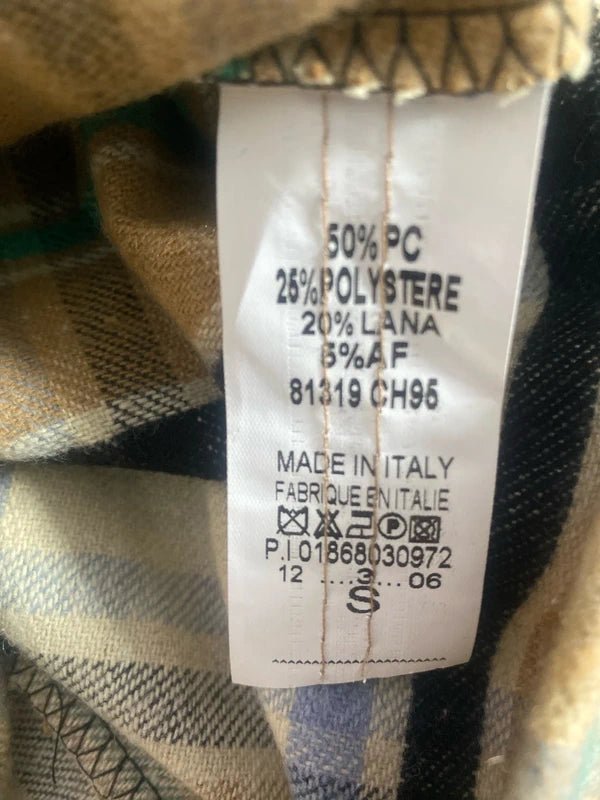 50% PC
25%POLYSTERE
20% LANA
5%AF
81319 CH95
MADE IN ITALY
FABRIQUE EN ITALIE
P
P.I 01868030972
12 ....3...06
S